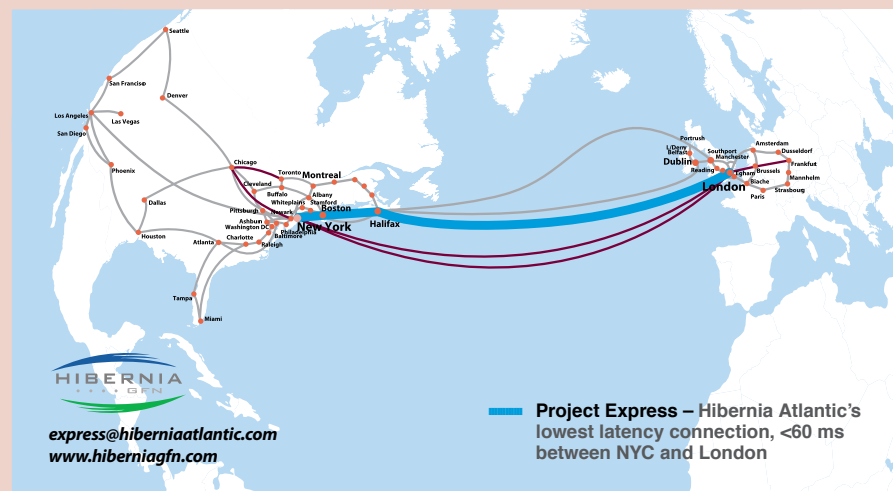 Seattle
San Francisco
Denver
Los Angeles
Las Vegas
San Diego
Phoenix
Dallas
Houston
Chicago
Toronto
Montreal
Cleveland
Buffalo
Albany
Whiteplains
Stamford
Pittsburgh
Newark
Boston
New York
Halifax
Ashburn
Washington DC
Philadelphia
Baltimore
Charlotte
Raleigh
Atlanta
Tampa
Miami
Portrush
L/Derry
Belfast
Southport
Manchester
Dublin
Reading
Egham
London
Amsterdam
Dusseldorf
Frankfut
Brussels
Mannheim
Biache
Strasboug
Paris
HIBERNIA
GFN
express@hiberniaatlantic.com
www.hiberniagfn.com
Project Express – Hibernia Atlantic’s
lowest latency connection, <60 ms
between NYC and London